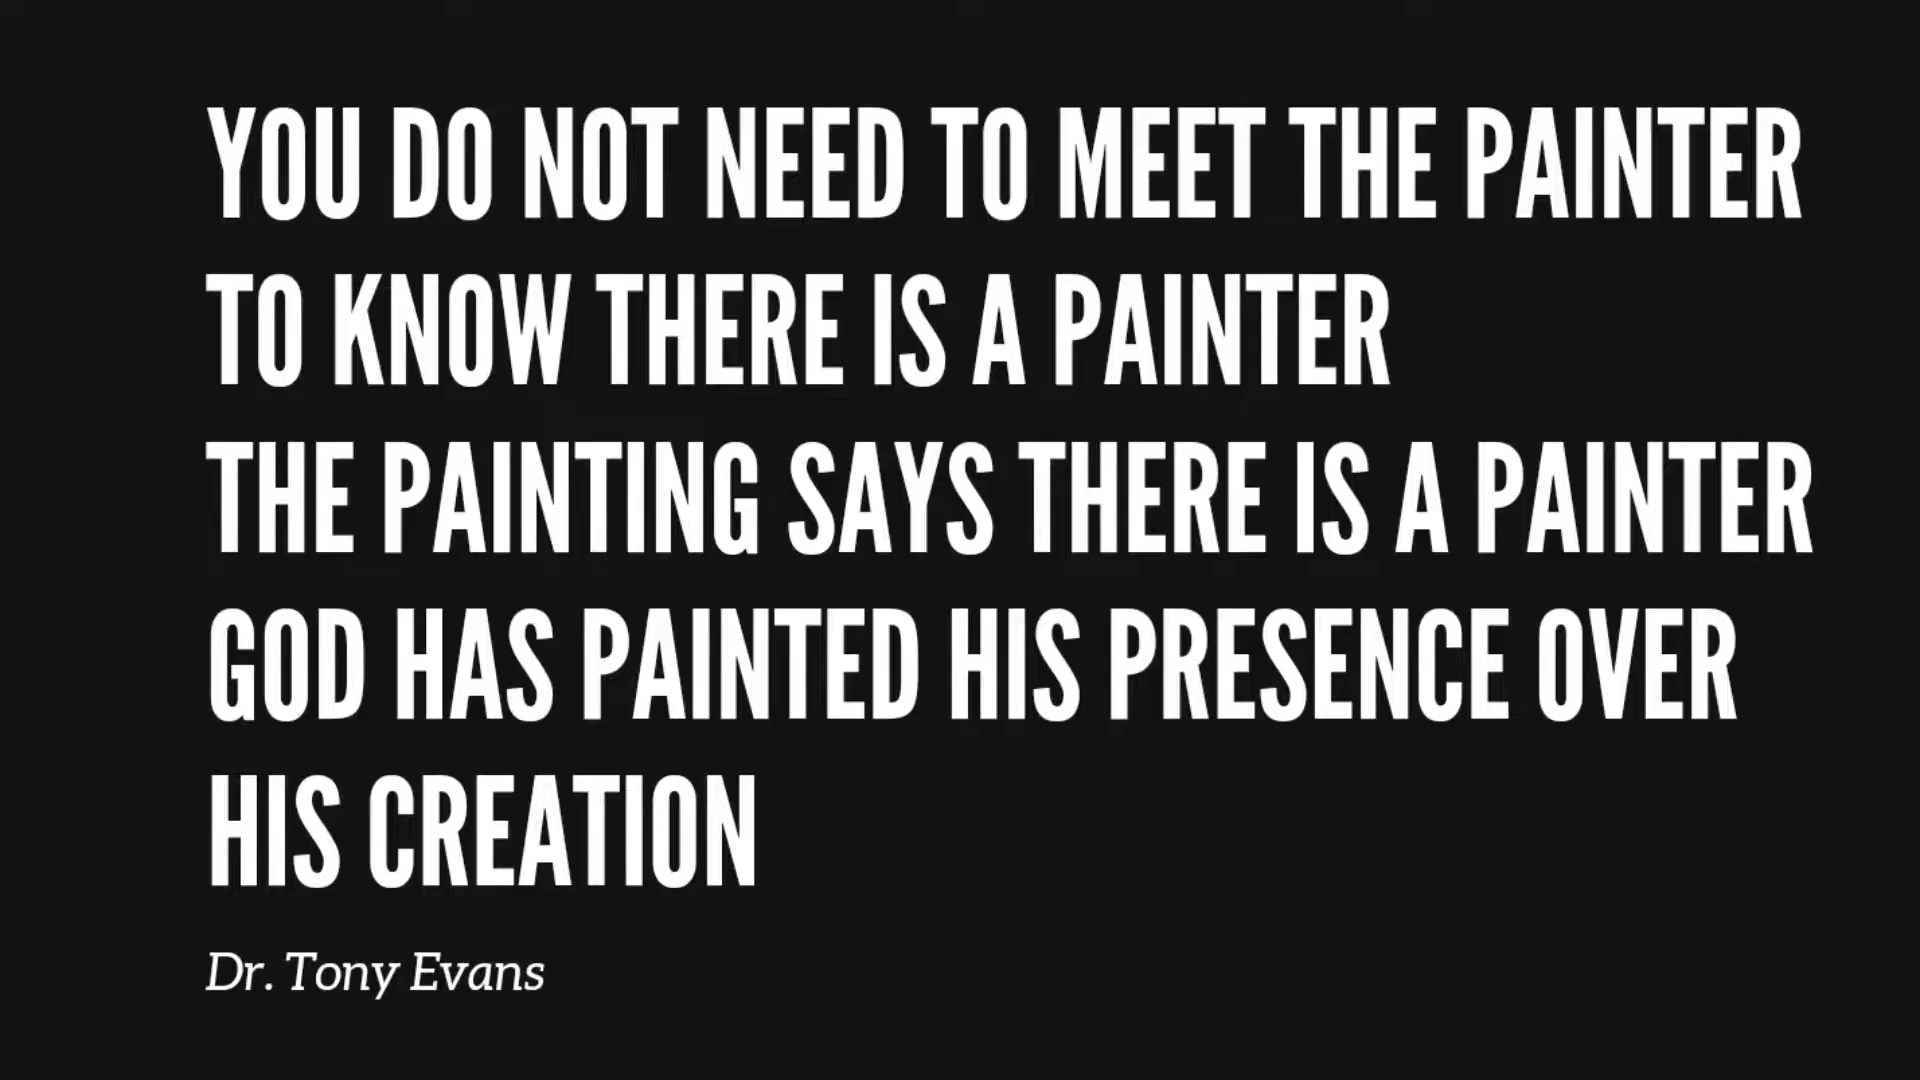 YOU DO NOT NEED TO MEET THE PAINTER
TO KNOW THERE IS A PAINTER
THE PAINTING SAYS THERE IS A PAINTER
GOD HAS PAINTED HIS PRESENCE OVER
HIS CREATION
Dr. Tony Evans